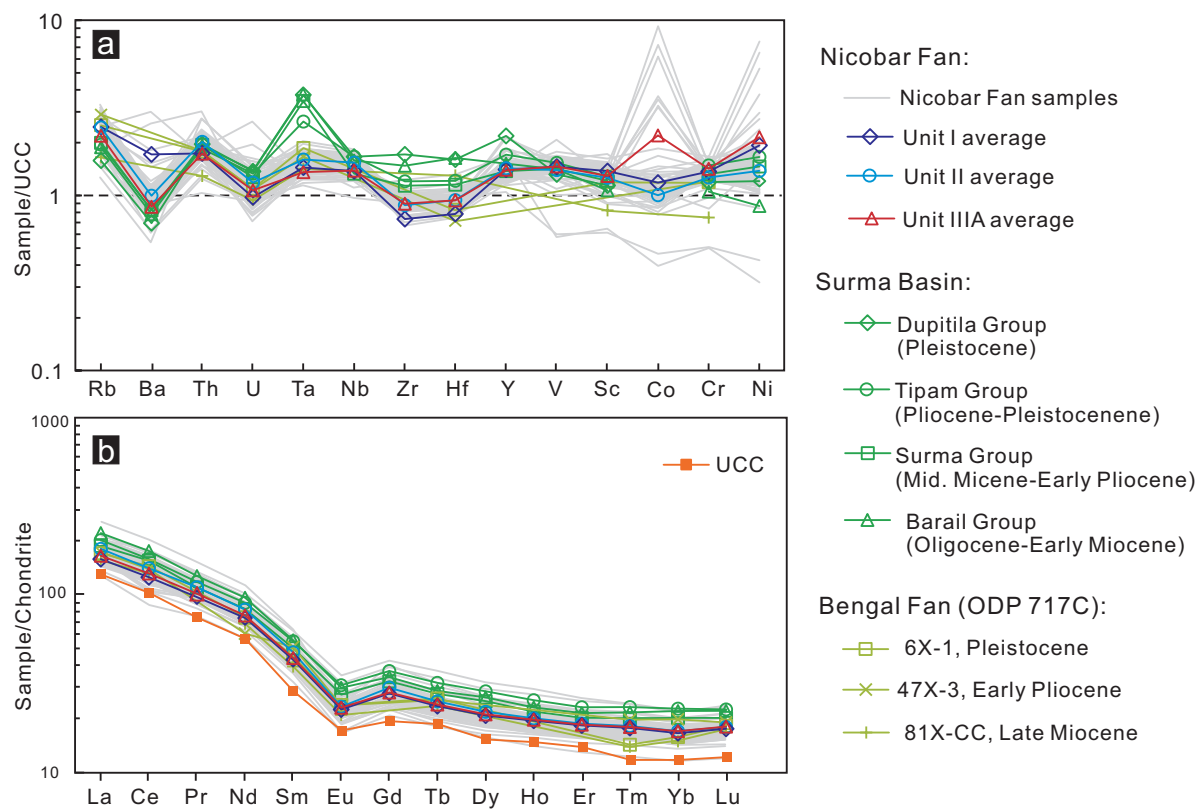 a
10
1
0.1
Sample/UCC
Rb Ba Th U Ta Nb Zr Hf Y V Sc Co Cr Ni
b
1000
100
10
Sample/Chondrite
UCC
La Ce Pr Nd Sm Eu Gd Tb Dy Ho Er Tm Yb Lu
Nicobar Fan:
Nicobar Fan samples
Unit I average
Unit II average
Unit IIIA average
Surma Basin:
Dupitila Group
(Pleistocene)
Tipam Group
(Pliocene-Pleistocenene)
Surma Group
(Mid. Micene-Early Pliocene)
Barail Group
(Oligocene-Early Miocene)
Bengal Fan (ODP 717C):
6X-1, Pleistocene
47X-3, Early Pliocene
81X-CC, Late Miocene